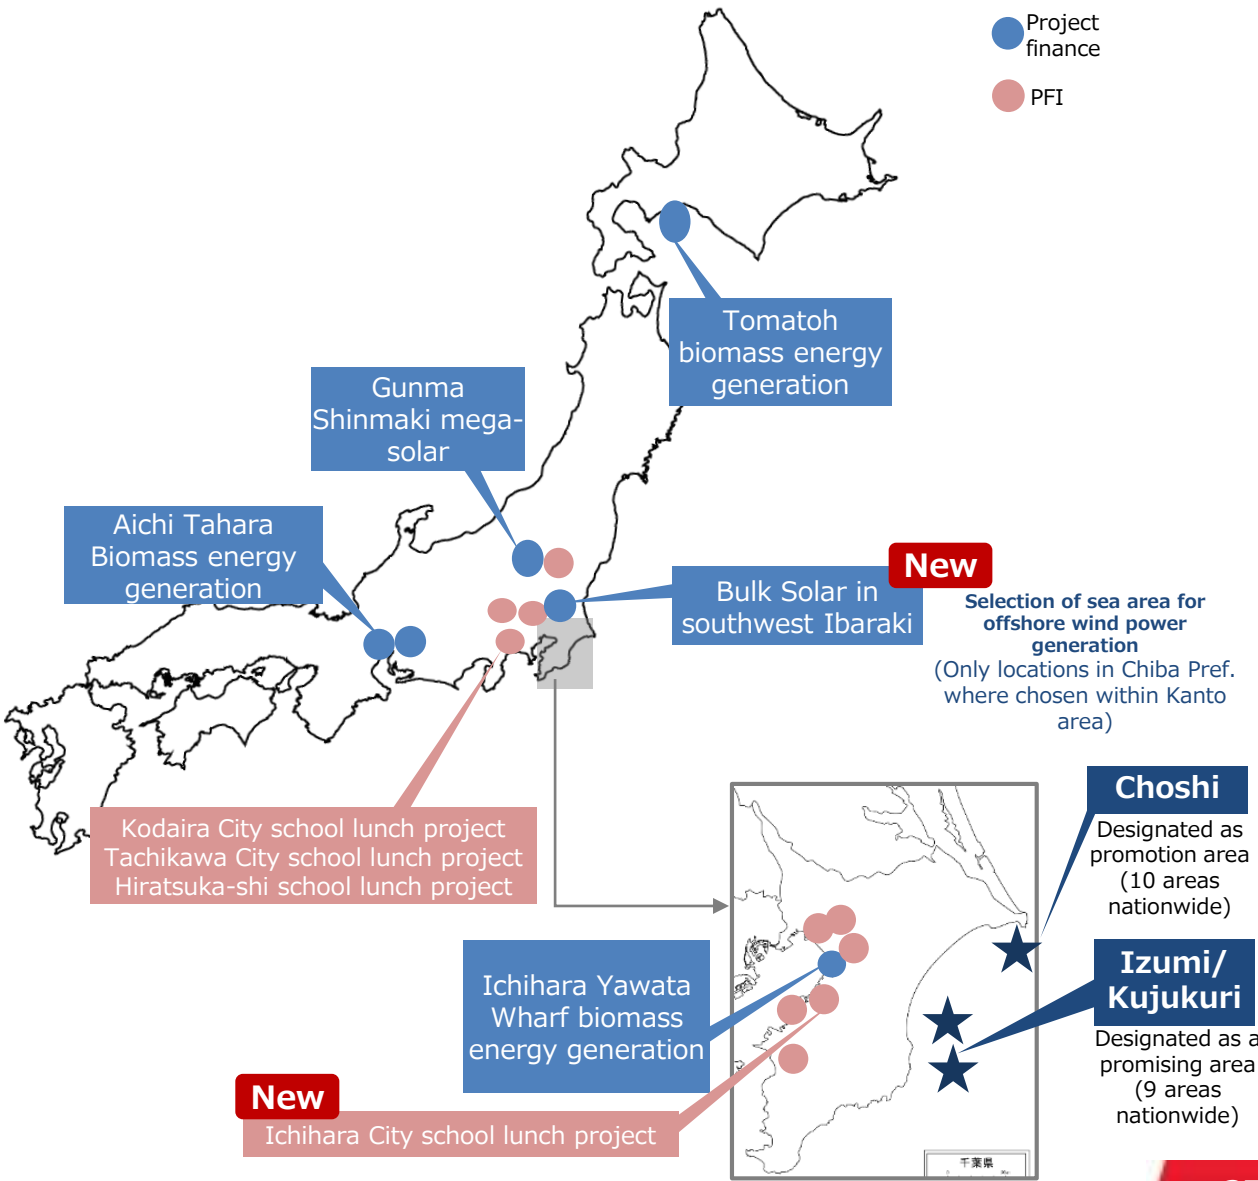 Project
finance
PFI
Tomatoh
biomass energy
generation
Gunma
Shinmaki mega-
solar
Aichi Tahara
Biomass energy
generation
New
Bulk Solar in
southwest Ibaraki
Selection of sea area for
offshore wind power
generation
(Only locations in Chiba Pref.
where chosen within Kanto
area)
Kodaira City school lunch project
Tachikawa City school lunch project
Hiratsuka-shi school lunch project
Choshi
Designated as
promotion area
(10 areas
nationwide)
Izumi/
Kujukuri
Designated as a
promising area
(9 areas
nationwide)
Ichihara Yawata
Wharf biomass
energy generation
New
Ichihara City school lunch project
千葉県